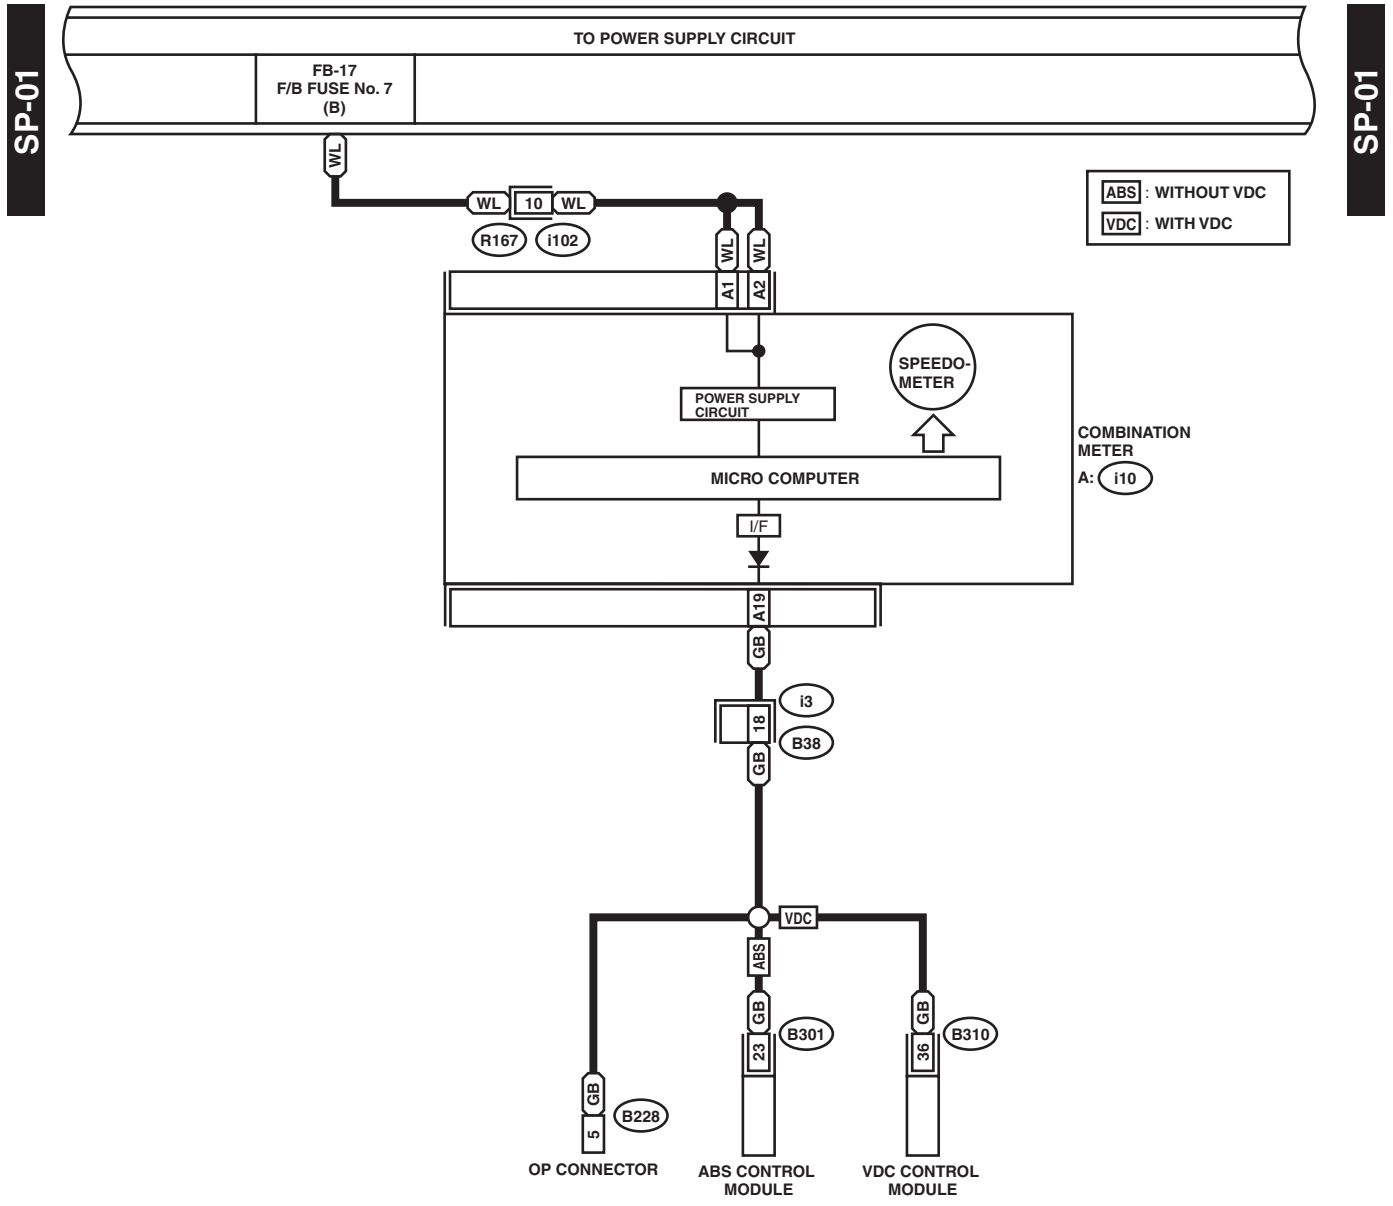 SP-01
SP-01
TO POWER SUPPLY CIRCUIT
FB-17
F/B FUSE No. 7
(B)
WL
WL 10 WL
R167 i102
WL WL
A1 A2
ABS : WITHOUT VDC
VDC : WITH VDC
SPEEDO-
METER
POWER SUPPLY
CIRCUIT
MICRO COMPUTER
I/F
COMBINATION
METER
A: i10
A19
GB
i3
18
B38
GB
VDC
ABS
GB
B301
23
GB
B310
36
GB
B228
5
OP CONNECTOR
ABS CONTROL
MODULE
VDC CONTROL
MODULE